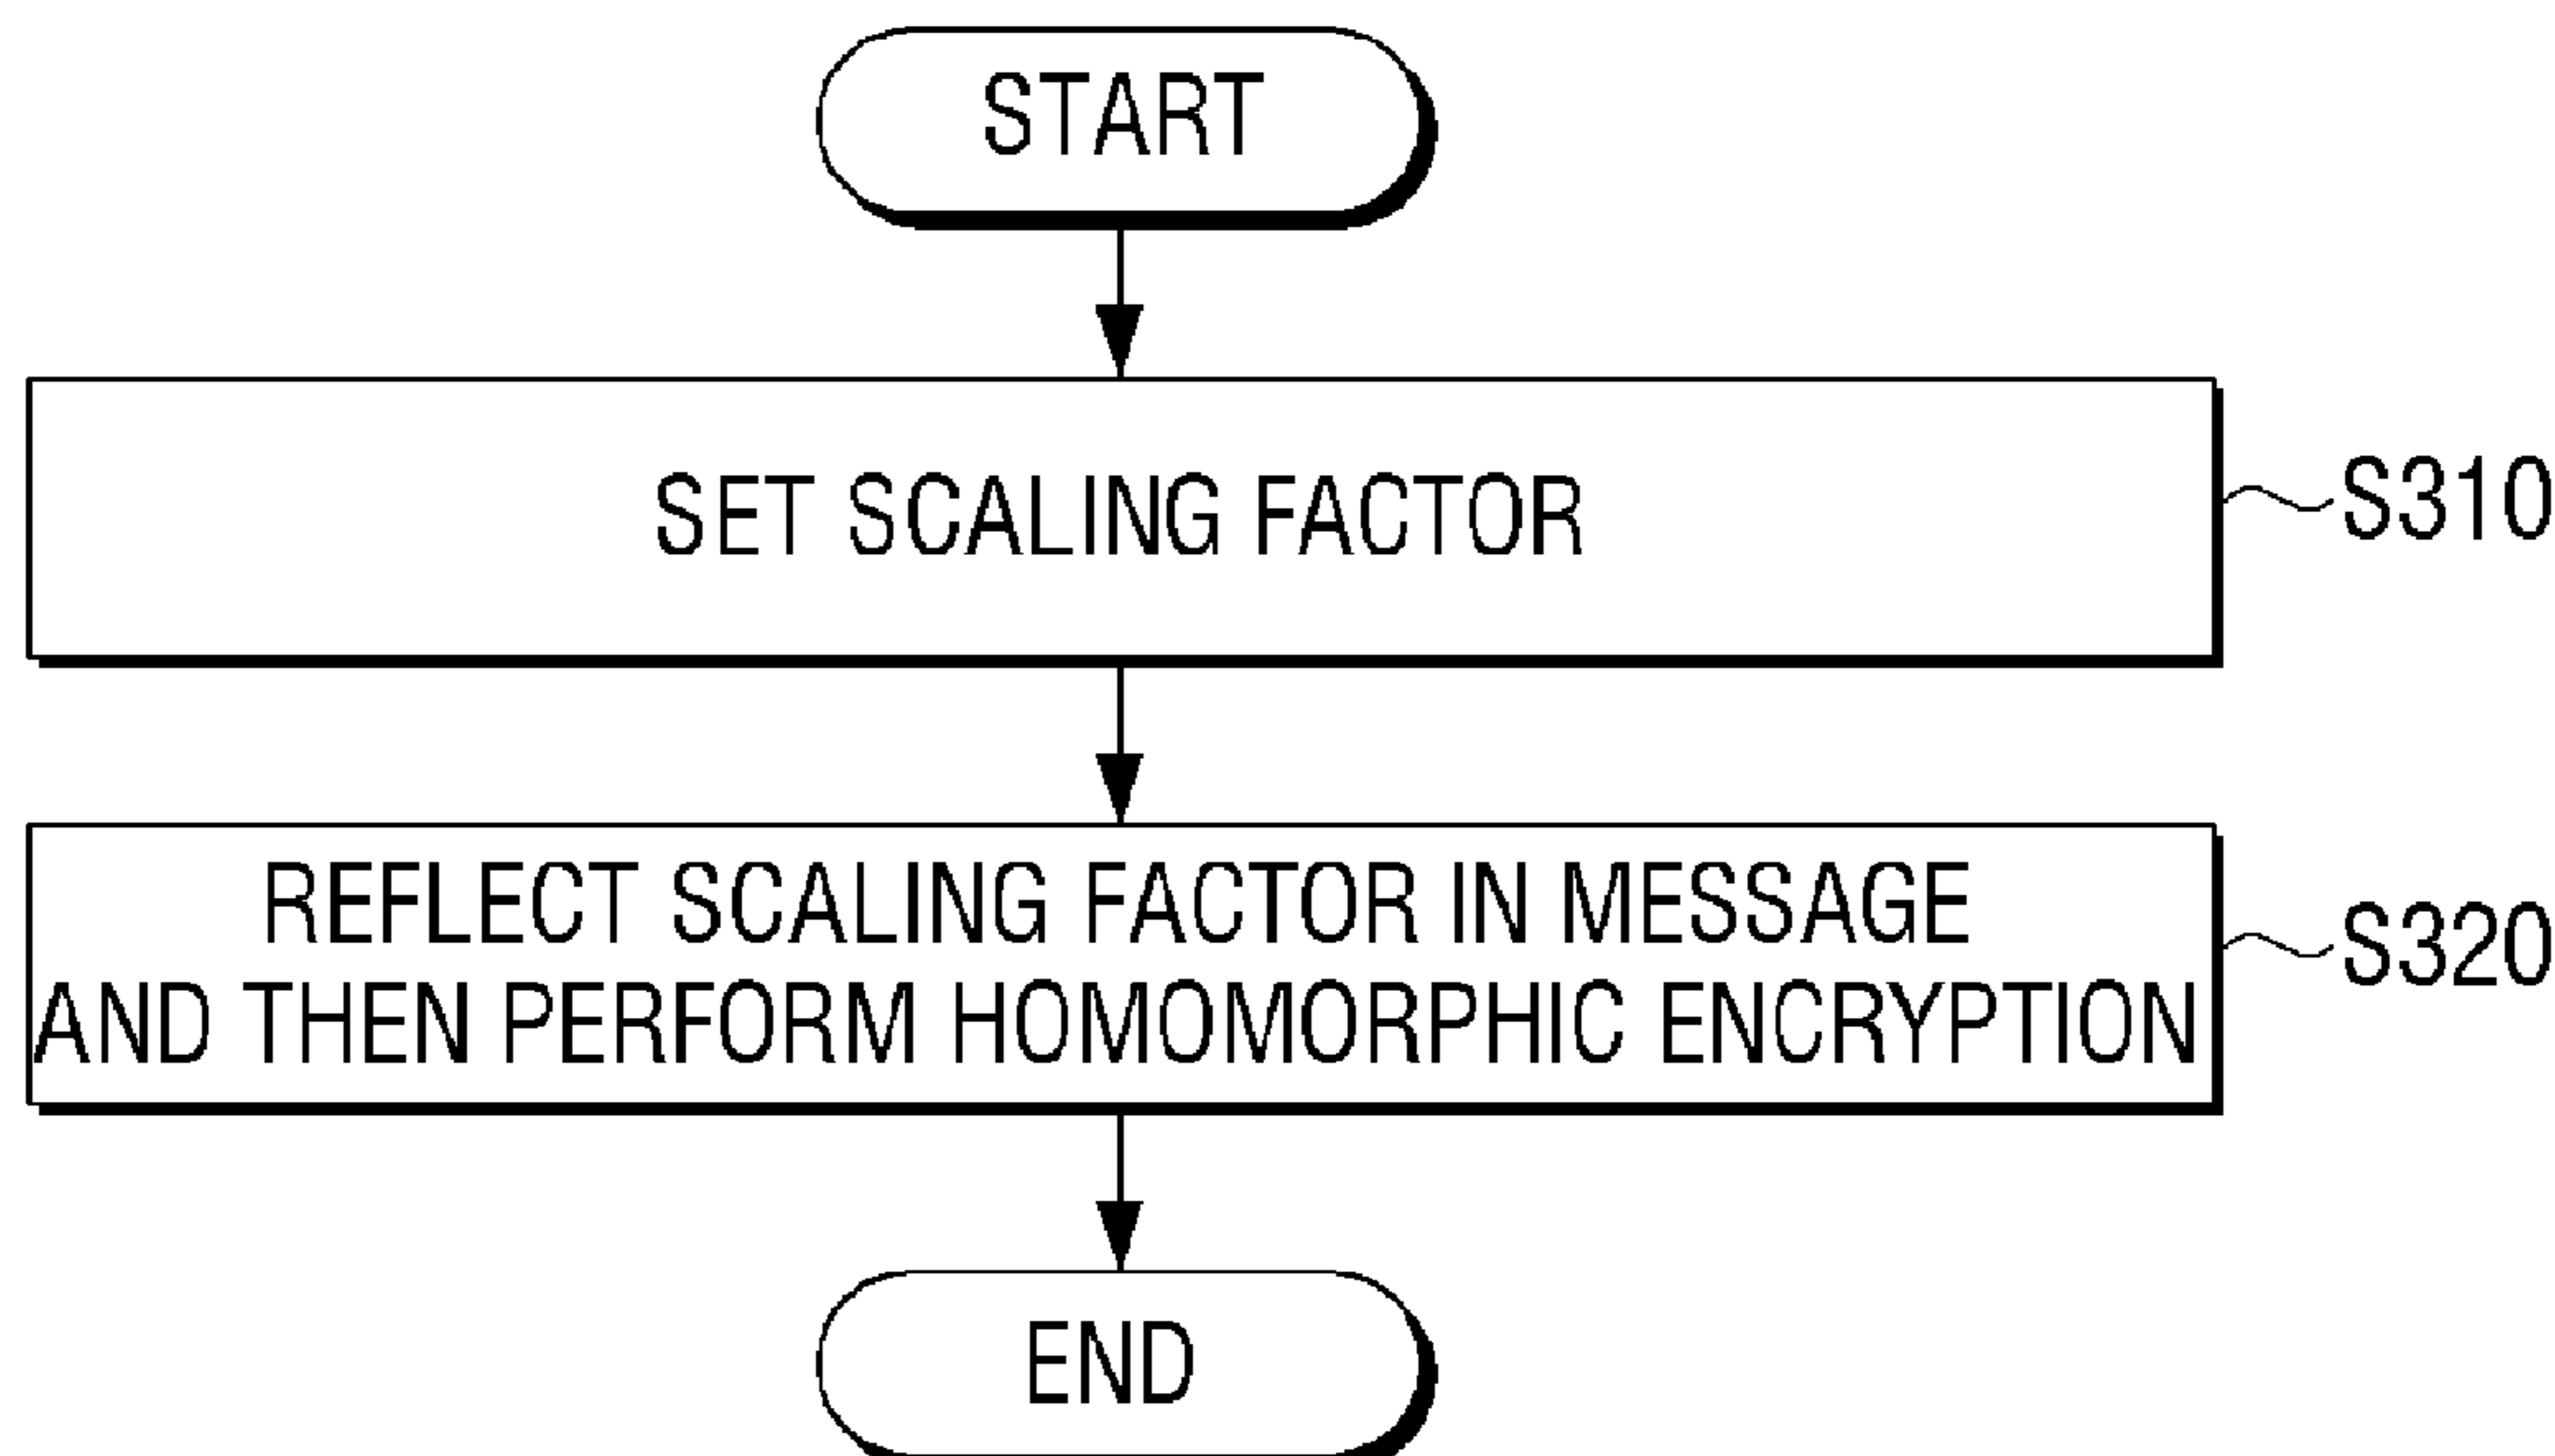 START
SET SCALING FACTOR
S310
REFLECT SCALING FACTOR IN MESSAGE
AND THEN PERFORM HOMOMORPHIC ENCRYPTION
S320
END